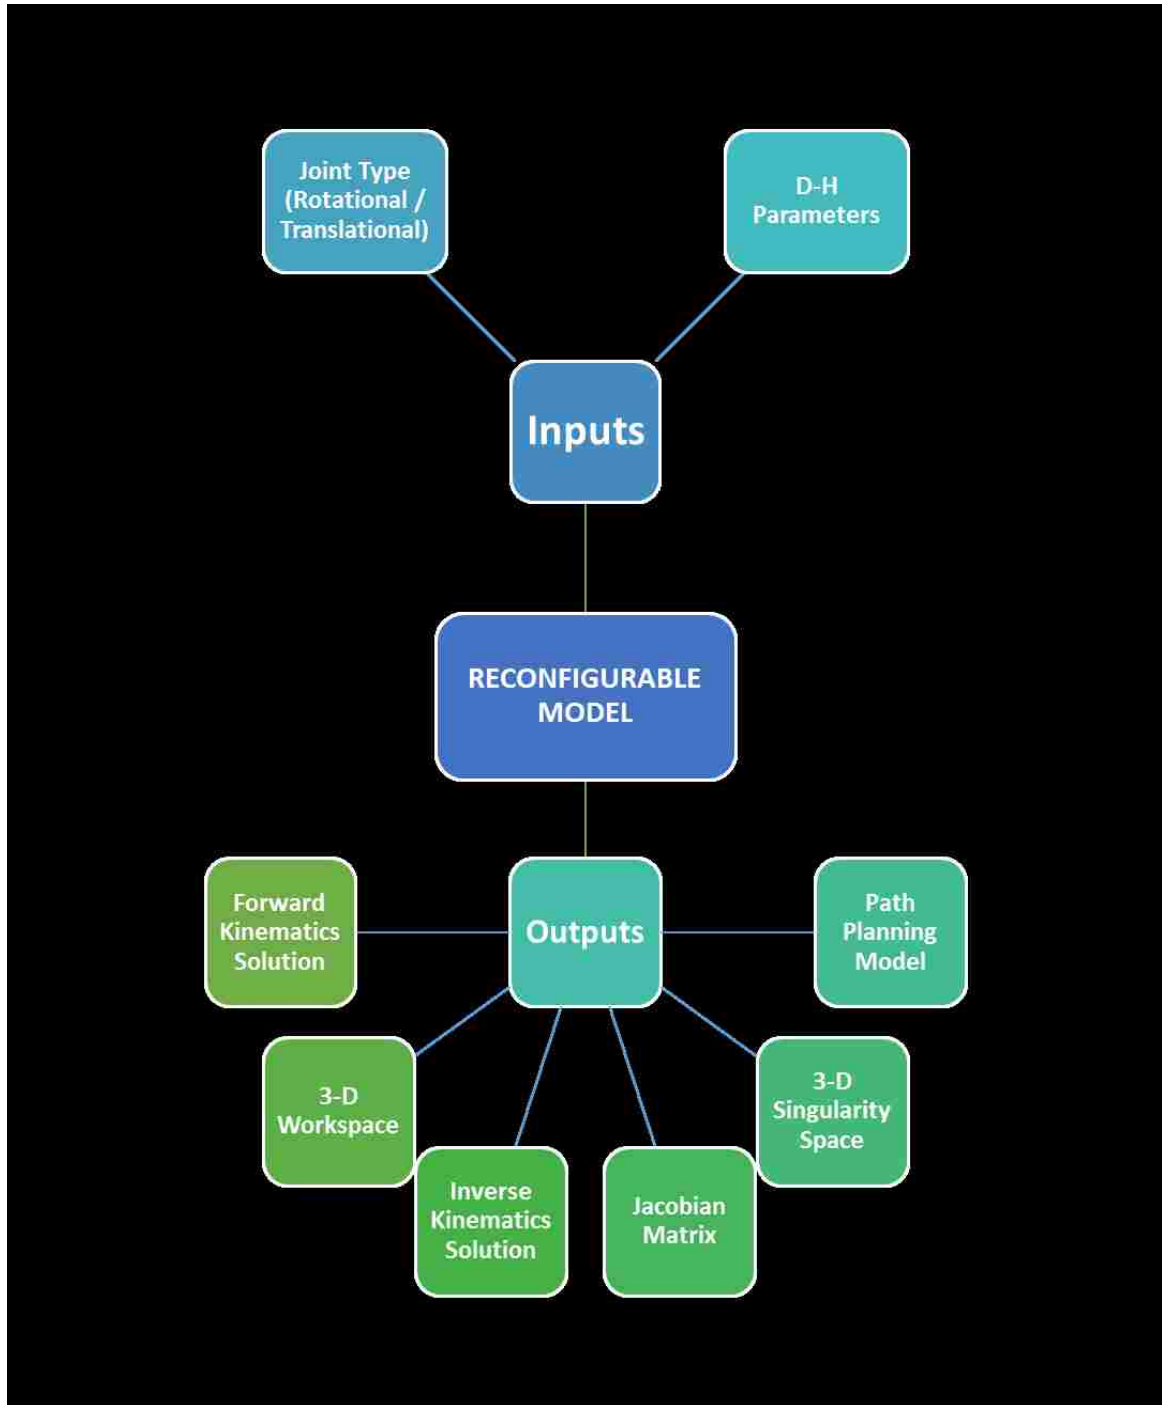 Joint Type
(Rotational /
Translational)
D-H
Parameters
Inputs
RECONFIGURABLE
MODEL
Forward
Kinematics
Solution
Outputs
Path
Planning
Model
3-D
Workspace
3-D
Singularity
Space
Inverse
Kinematics
Solution
Jacobian
Matrix